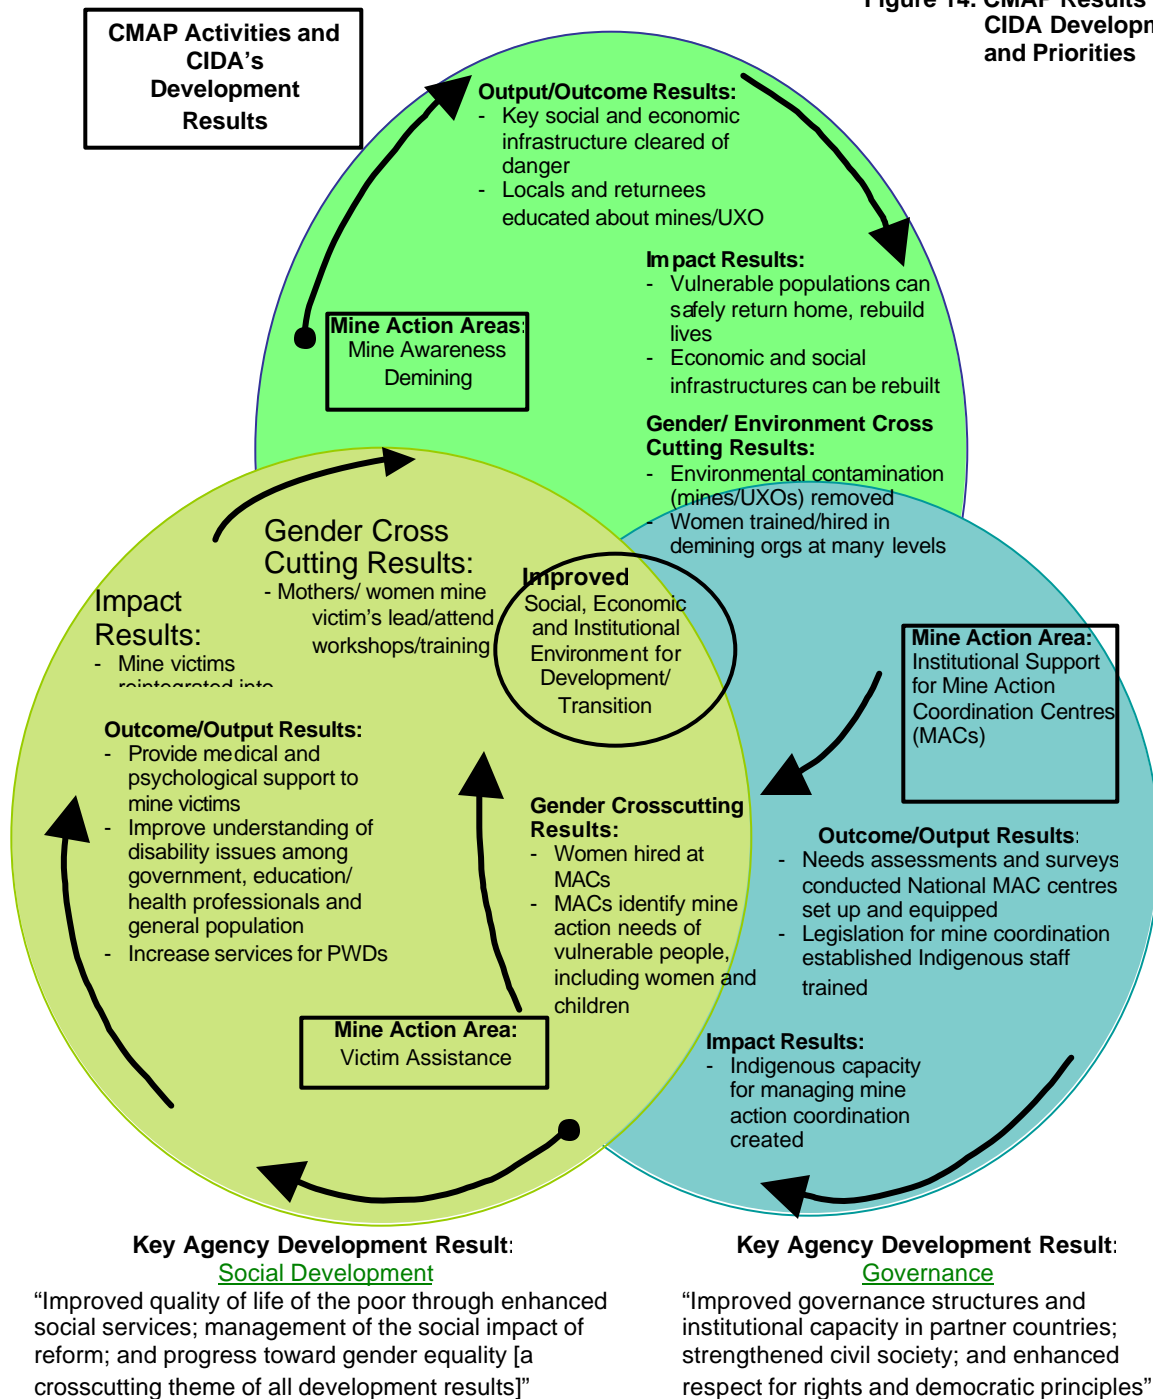 Figure 14: CMAP Results
CIDA Developm
and Priorities
CMAP Activities and
CIDA's
Development
Results
Output/Outcome Results:
- Key social and economic
infrastructure cleared of
danger
- Locals and returnees
educated about mines/UXO
Impact Results:
- Vulnerable populations can
safely return home, rebuild
lives
- Economic and social
infrastructures can be rebuilt
Mine Action Areas:
Mine Awareness
Demining
Gender/ Environment Cross
Cutting Results:
- Environmental contamination
(mines/UXOs) removed
- Women trained/hired in
demining orgs at many levels
Gender Cross
Cutting Results:
- Mothers/ women mine
victim's lead/attend
workshops/training
Impact
Results:
- Mine victims
reintegrated into
Improved
Social, Economic
and Institutional
Environment for
Development/
Transition
Mine Action Area:
Institutional Support
for Mine Action
Coordination Centres
(MACs)
Outcome/Output Results:
- Provide medical and
psychological support to
mine victims
- Improve understanding of
disability issues among
government, education/
health professionals and
general population
- Increase services for PWDs
Gender Crosscutting
Results:
- Women hired at
MACs
- MACs identify mine
action needs of
vulnerable people,
including women and
children
Outcome/Output Results:
- Needs assessments and surveys
conducted National MAC centres
set up and equipped
- Legislation for mine coordination
established Indigenous staff
trained
Mine Action Area:
Victim Assistance
Impact Results:
- Indigenous capacity
for managing mine
action coordination
created
Key Agency Development Result:
Social Development
“Improved quality of life of the poor through enhanced
social services; management of the social impact of
reform; and progress toward gender equality [a
crosscutting theme of all development results]”
Key Agency Development Result:
Governance
“Improved governance structures and
institutional capacity in partner countries;
strengthened civil society; and enhanced
respect for rights and democratic principles”